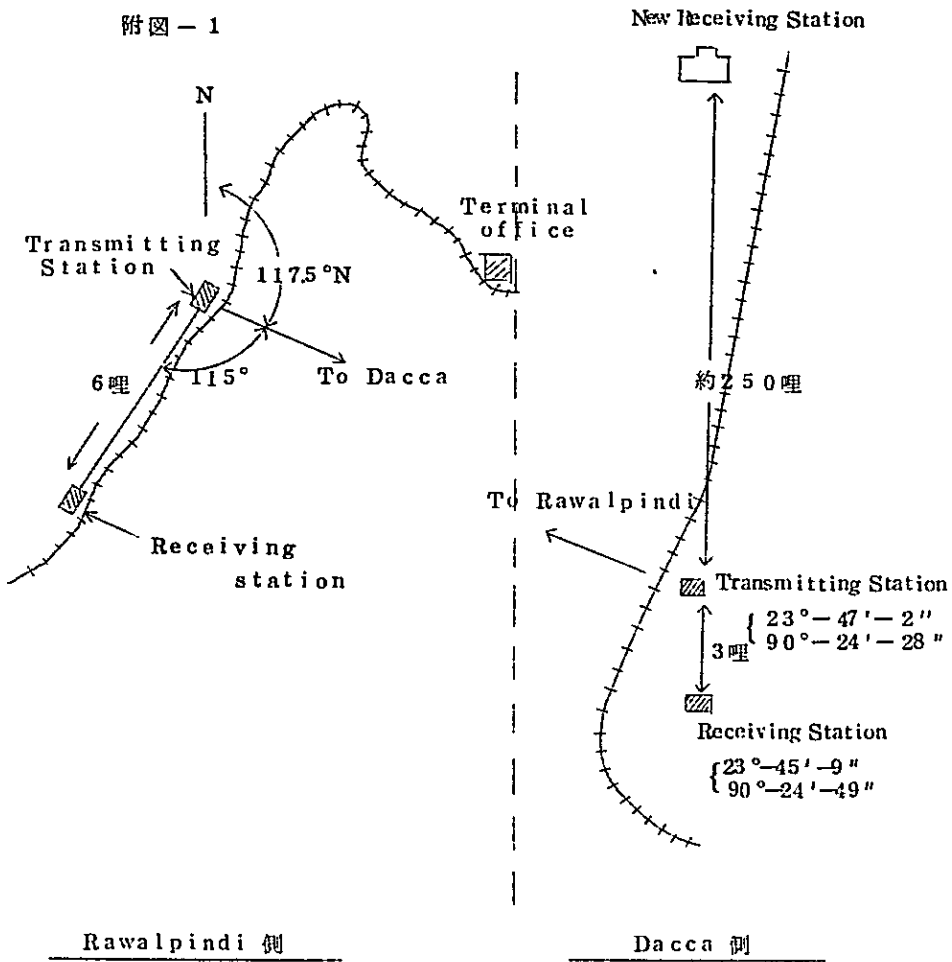 附図－1
N
Transmitting
Station
117.5°N
115°
To Dacca
6哩
Receiving
station
Terminal
office
Rawalpindi 側
New Receiving Station
約250哩
To Rawalpindi
Transmitting Station
{ 23°－47'－2"
90°－24'－28"
3哩
Receiving Station
{ 23°－45'－9"
90°－24'－49"
Dacca 側